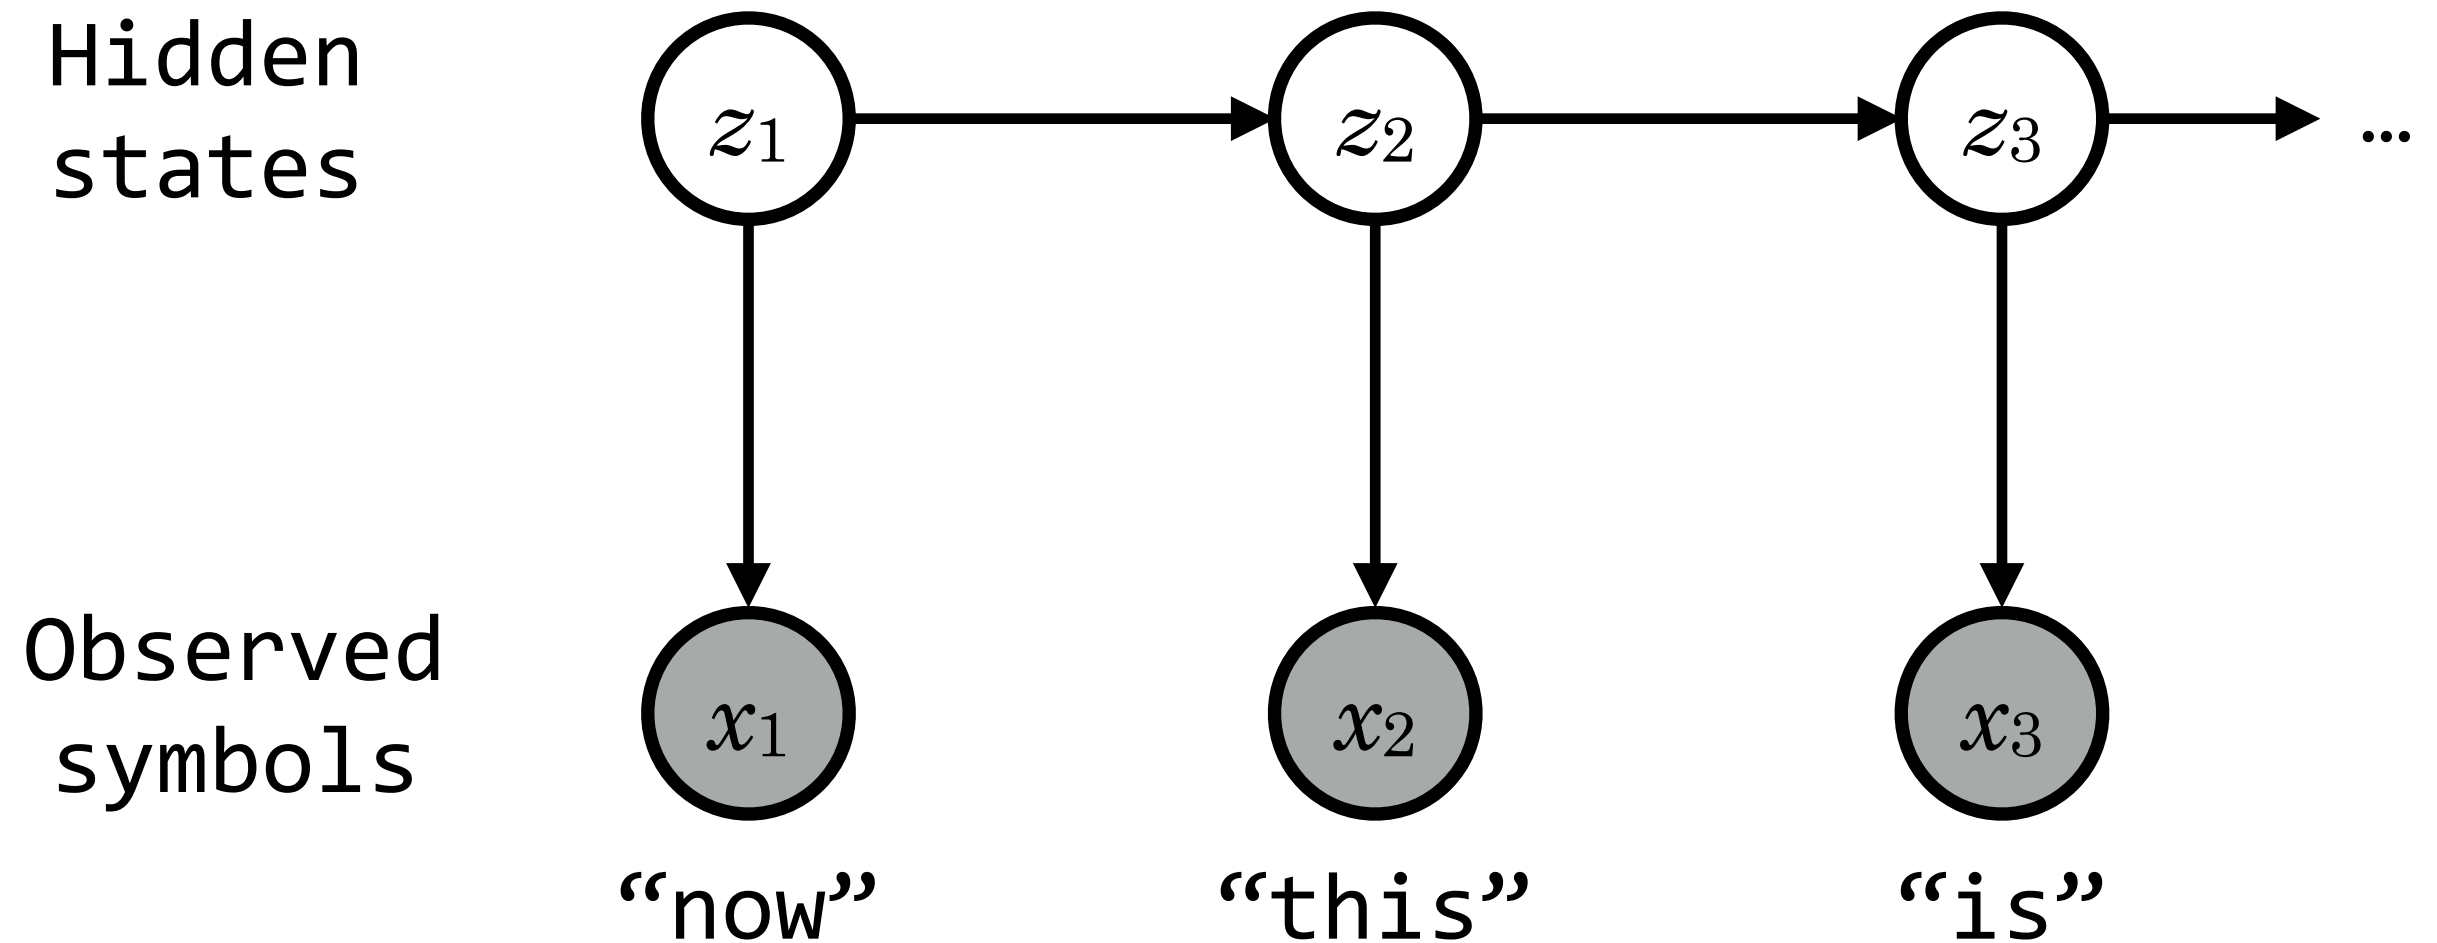 Hidden
states
z1
z2
z3
...
Observed
symbols
x1
x2
x3
“now”
“this”
“is”